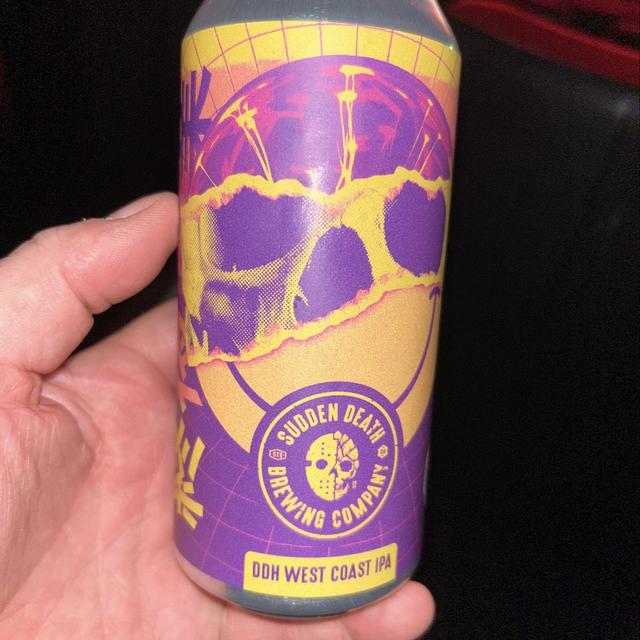 SUDDEN DEATH
BREWING COMPANY
DDH WEST COAST IPA